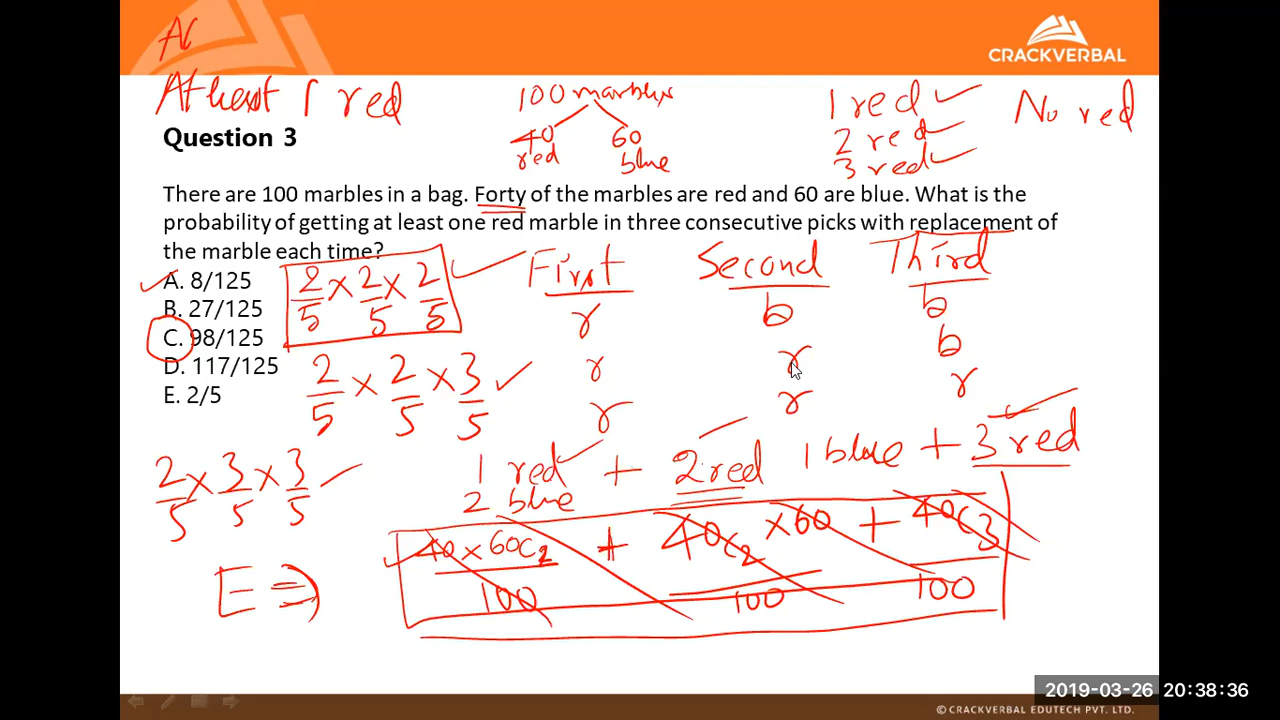 CRACKVERBAL
At
Atleast 1 red
100 marbles
40 red
60 blue
1 red
2 red
3 red
No red
Question 3
There are 100 marbles in a bag. Forty of the marbles are red and 60 are blue. What is the
probability of getting at least one red marble in three consecutive picks with replacement of
the marble each time?
A. 8/125
B. 27/125
C. 98/125
D. 117/125
E. 2/5
2/5 × 2/5 × 2/5
First Second Third
r b b
r r b
r r r
2/5 × 2/5 × 3/5
2/5 × 3/5 × 3/5
1 red + 2 red 1 blue + 3 red
2 blue
40 × 60C2 + 40C2 × 60 + 40C3
100 100 100
E ⇒
2019-03-26 20:38:36
© CRACKVERBAL EDUTECH PVT. LTD.